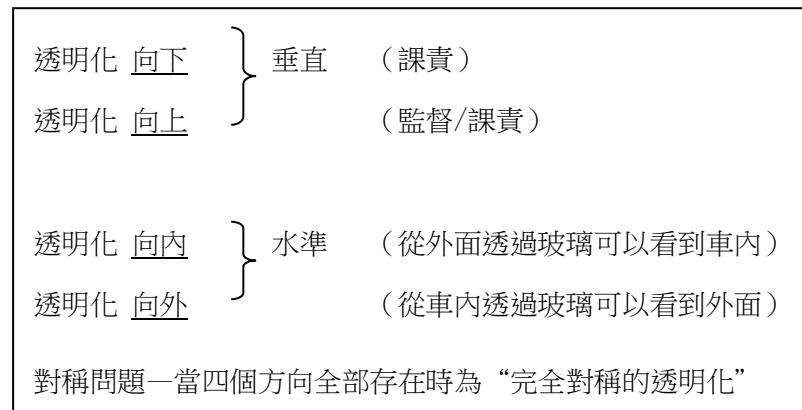 透明化 向下 垂直 （課責）
透明化 向上 （監督/課責）
透明化 向內 水準 （從外面透過玻璃可以看到車內）
透明化 向外 （從車內透過玻璃可以看到外面）
對稱問題—當四個方向全部存在時為“完全對稱的透明化”